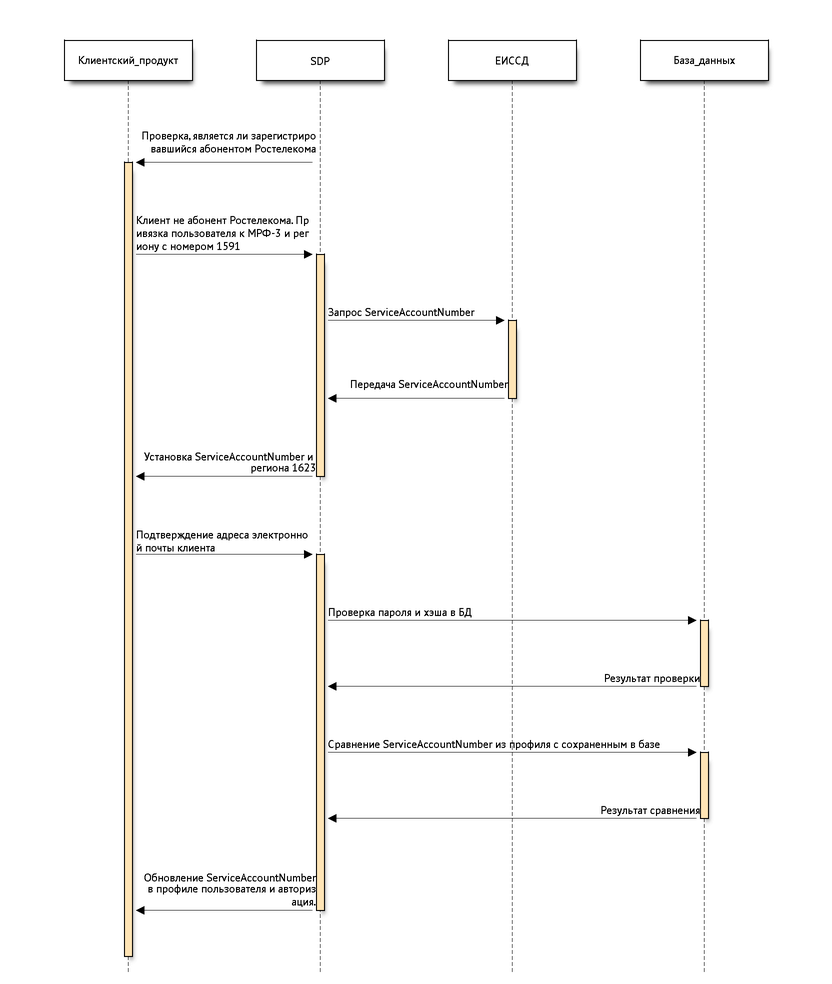 Клиентский_продукт
SDP
ЕИССД
База_данных
Проверка, является ли зарегистриро
вавшийся абонентом Ростелекома
Клиент не абонент Ростелекома. Пр
ивязка пользователя к МРФ-3 и рег
иону с номером 1591
Запрос ServiceAccountNumber
Передача ServiceAccountNumber
Установка ServiceAccountNumber и
региона 1623
Подтверждение адреса электронно
й почты клиента
Проверка пароля и хэша в БД
Результат проверки
Сравнение ServiceAccountNumber из профиля с сохраненным в базе
Результат сравнения
Обновление ServiceAccountNumber
в профиле пользователя и авториз
ация.